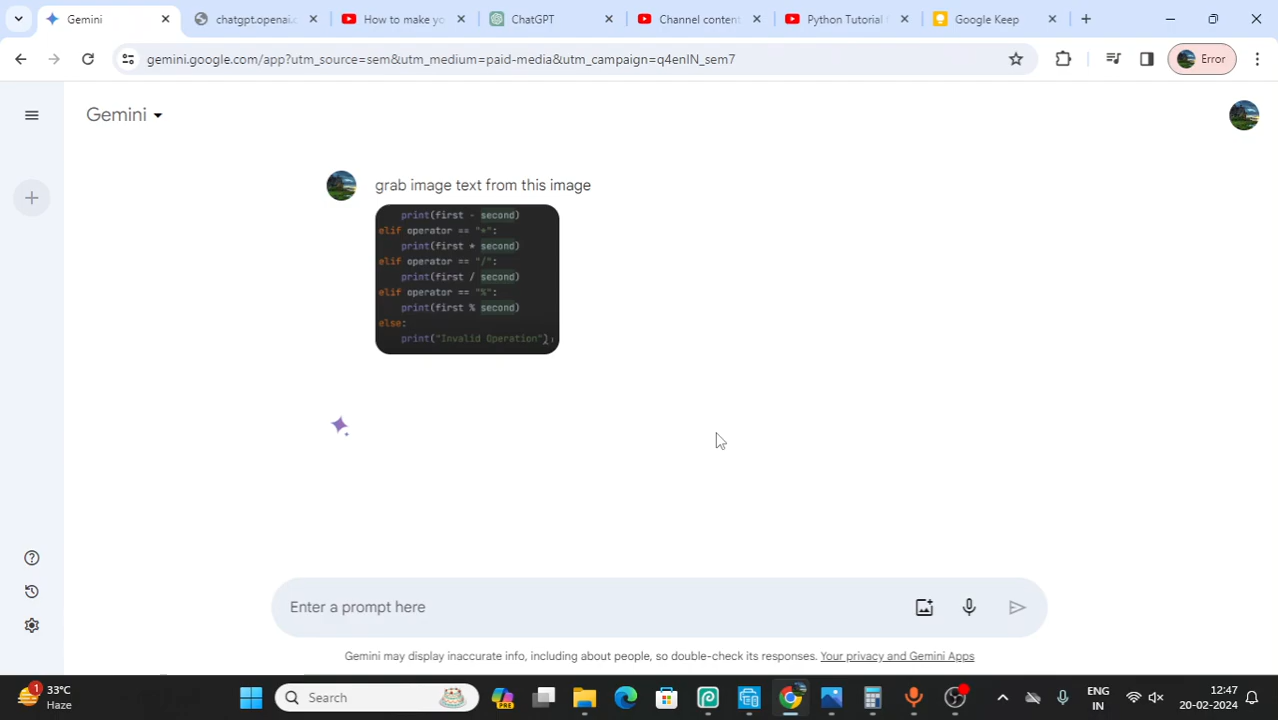 Gemini
chatgpt.openai.c
How to make yo
ChatGPT
Channel content
Python Tutorial
Google Keep
gemini.google.com/app?utm_source=sem&utm_medium=paid-media&utm_campaign=q4enIN_sem7
Error
Gemini
grab image text from this image
print(first - second)
elif operator == "*":
print(first * second)
elif operator == "/":
print(first / second)
elif operator == "%":
print(first % second)
else:
print("Invalid Operation")
Enter a prompt here
Gemini may display inaccurate info, including about people, so double-check its responses. Your privacy and Gemini Apps
1
33°C
Haze
Search
PRE
ENG
IN
12:47
20-02-2024